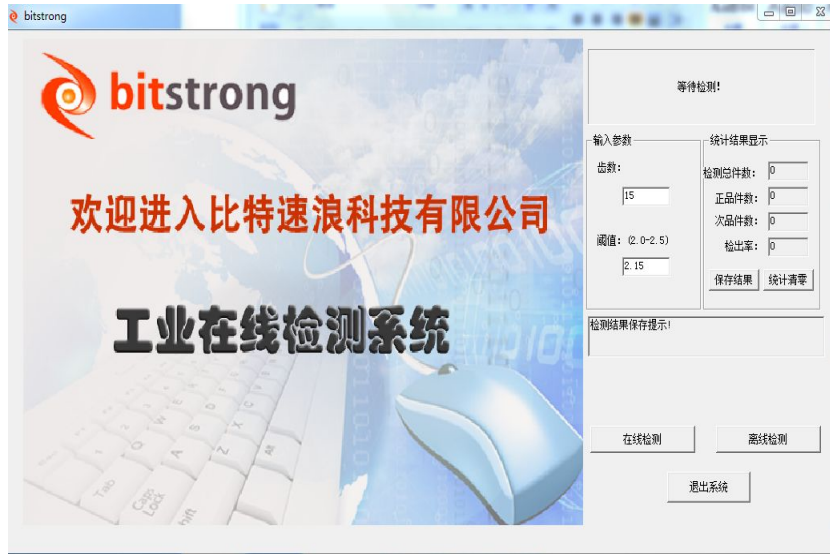 bitstrong
bitstrong
欢迎进入比特速浪科技有限公司
工业在线检测系统
等待检测!
输入参数
齿数:
15
阈值: (2.0-2.5)
2.15
统计结果显示
检测总件数: 0
正品件数: 0
次品件数: 0
检出率: 0
保存结果 统计清零
检测结果保存提示!
在线检测 离线检测
退出系统
Tab
Caps
Lock
shift